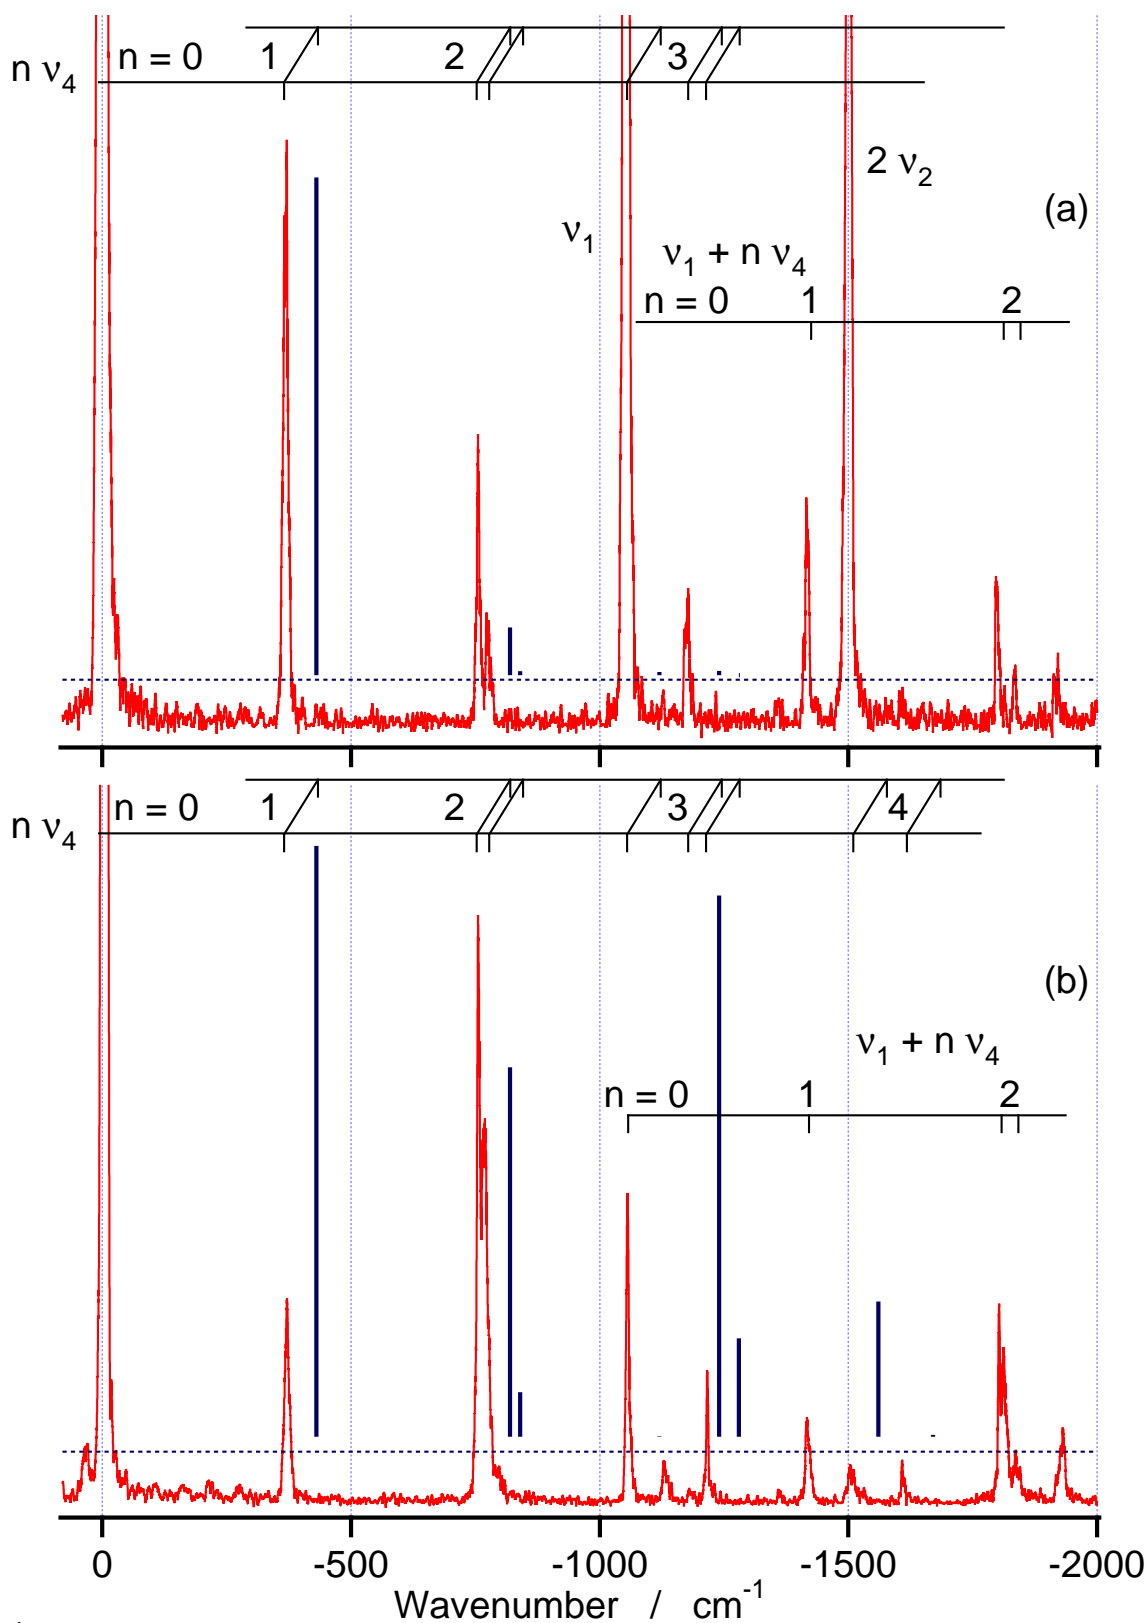 n = 0 1 2 3
n ν4
2 ν2
(a)
ν1
ν1 + n ν4
n = 0 1 2
n = 0 1 2 3 4
n ν4
(b)
ν1 + n ν4
n = 0 1 2
0 -500 -1000 -1500 -2000
Wavenumber / cm-1